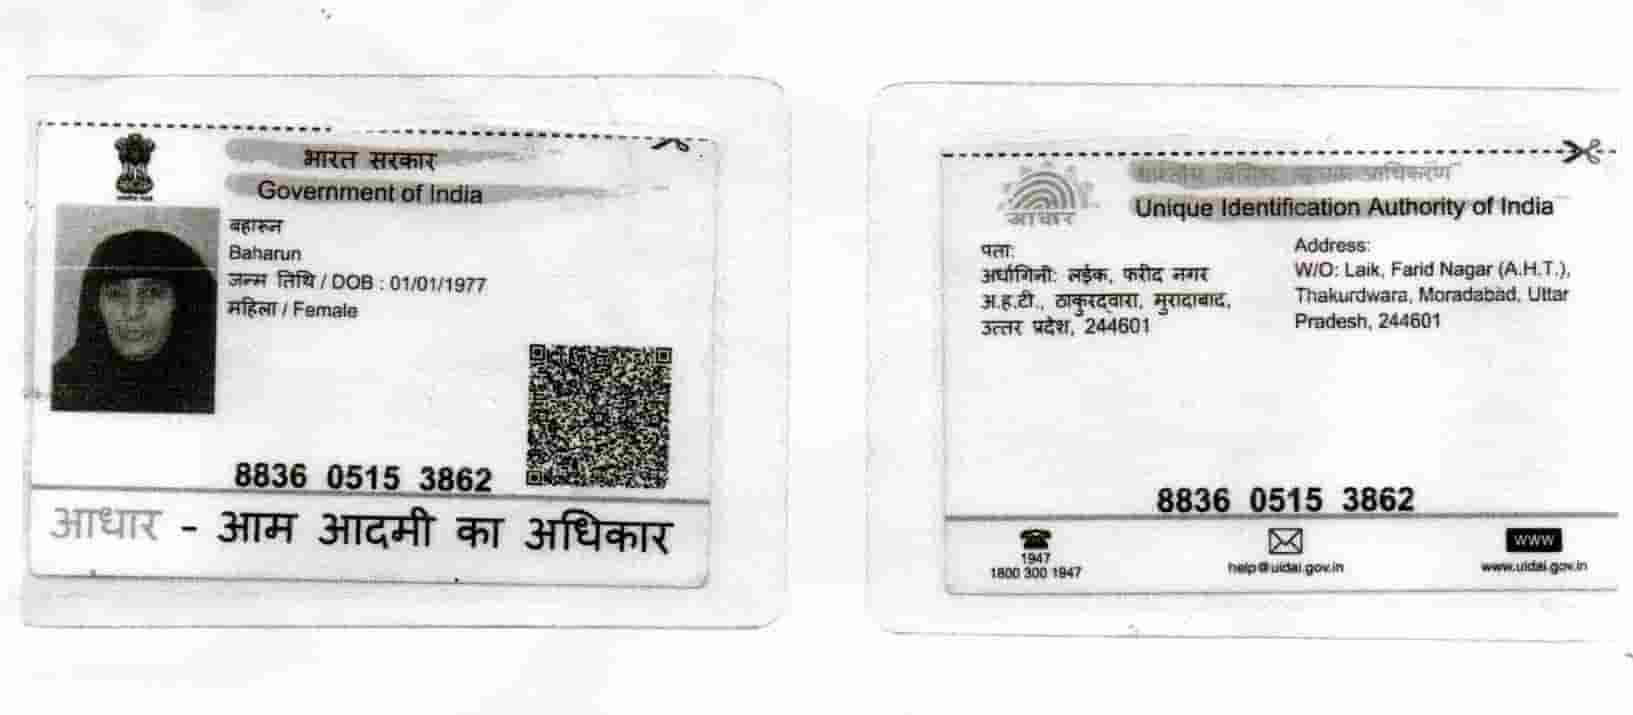 भारत सरकार
Government of India
बहारुन
Baharun
जन्म तिथि / DOB : 01/01/1977
महिला / Female
8836 0515 3862
आधार - आम आदमी का अधिकार
आधार
भारतीय विशिष्ट पहचान प्राधिकरण
Unique Identification Authority of India
पता:
अर्धांगिनी: लईक, फरीद नगर
अ.ह.टी., ठाकुरद्वारा, मुरादाबाद,
उत्तर प्रदेश, 244601
Address:
W/O: Laik, Farid Nagar (A.H.T.),
Thakurdwara, Moradabad, Uttar
Pradesh, 244601
8836 0515 3862
1947
1800 300 1947
help@uidai.gov.in
WWW
www.uidai.gov.in